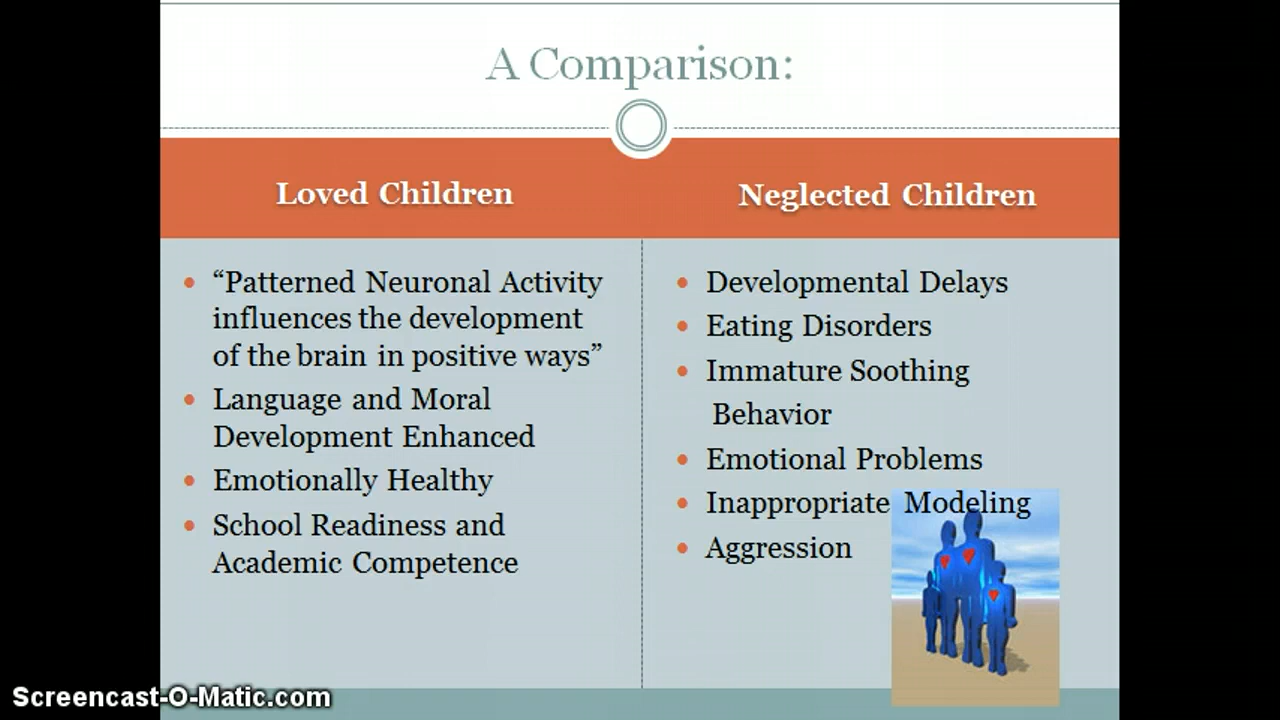 A Comparison:
Loved Children
Neglected Children
“Patterned Neuronal Activity
influences the development
of the brain in positive ways”
Language and Moral
Development Enhanced
Emotionally Healthy
School Readiness and
Academic Competence
Developmental Delays
Eating Disorders
Immature Soothing
Behavior
Emotional Problems
Inappropriate Modeling
Aggression
Screencast-O-Matic.com